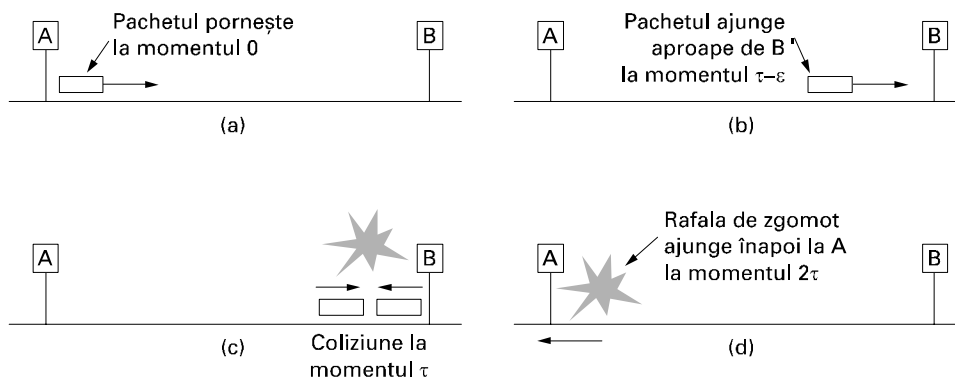 A
Pachetul pornește
la momentul 0
B
(a)
A
Pachetul ajunge
aproape de B
la momentul τ–ε
B
(b)
A
B
(c)
Coliziune la
momentul τ
A
Rafala de zgomot
ajunge înapoi la A
la momentul 2τ
B
(d)